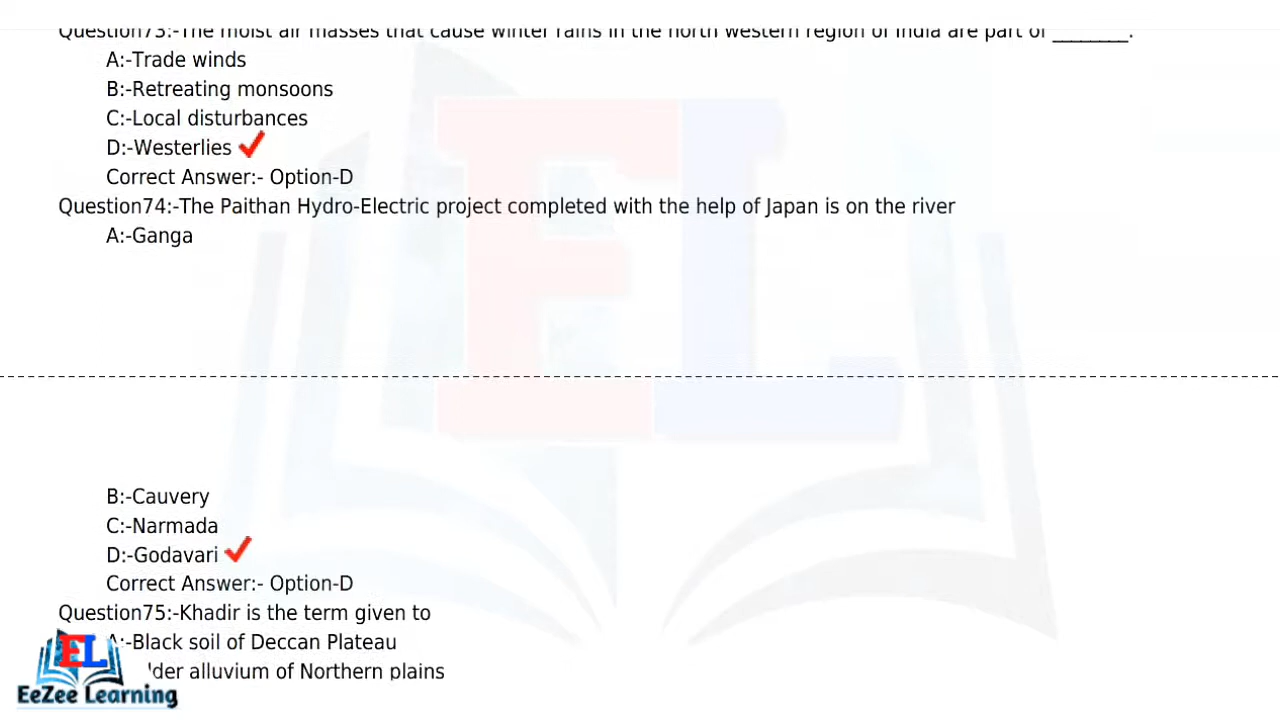 Question73:-The moist air masses that cause winter rains in the north western region of India are part of ________.
A:-Trade winds
B:-Retreating monsoons
C:-Local disturbances
D:-Westerlies
Correct Answer:- Option-D
Question74:-The Paithan Hydro-Electric project completed with the help of Japan is on the river
A:-Ganga
B:-Cauvery
C:-Narmada
D:-Godavari
Correct Answer:- Option-D
Question75:-Khadir is the term given to
A:-Black soil of Deccan Plateau
alluvium of Northern plains
EL
EeZee Learning